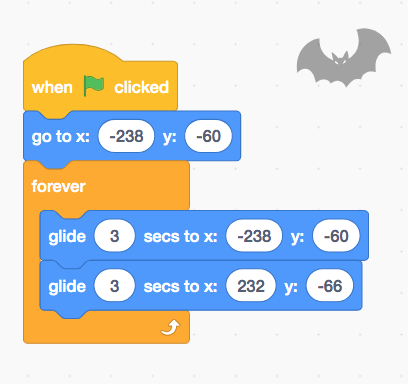 when clicked
go to x: -238 y: -60
forever
glide 3 secs to x: -238 y: -60
glide 3 secs to x: 232 y: -66